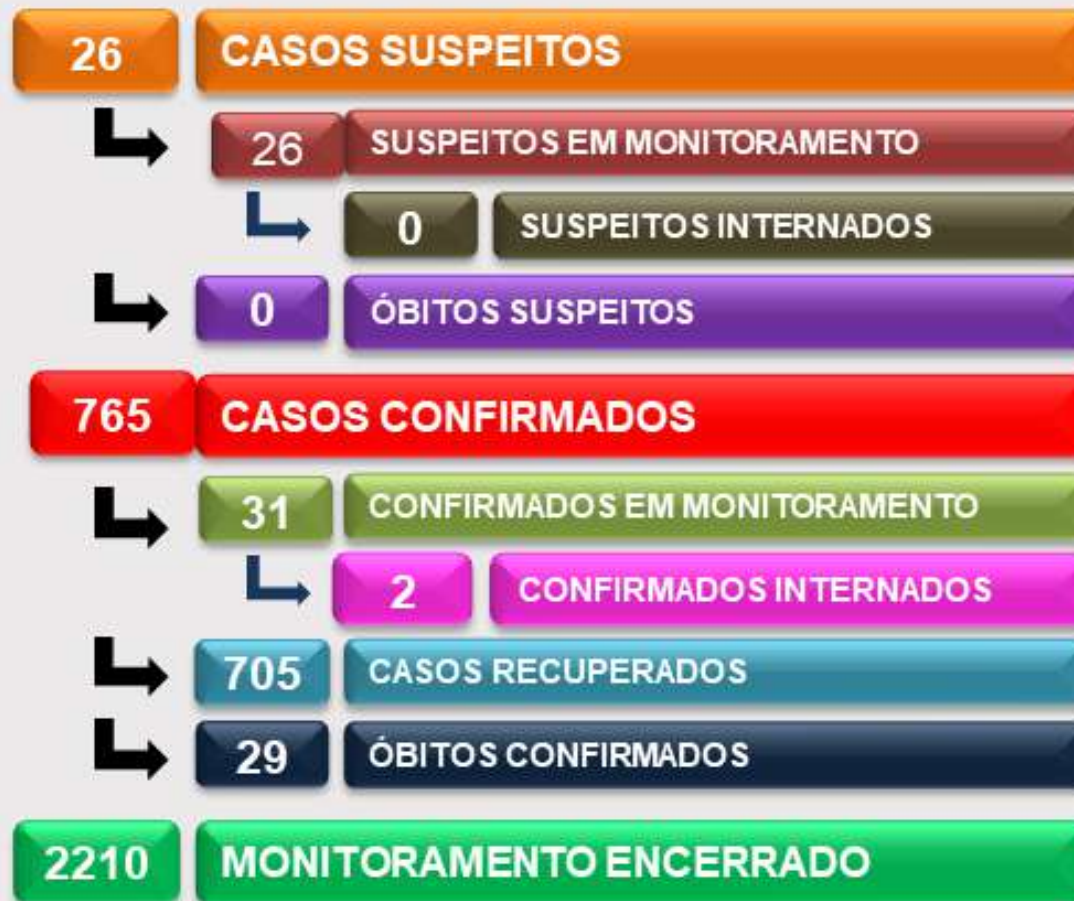 26 CASOS SUSPEITOS
26 SUSPEITOS EM MONITORAMENTO
0 SUSPEITOS INTERNADOS
0 ÓBITOS SUSPEITOS
765 CASOS CONFIRMADOS
31 CONFIRMADOS EM MONITORAMENTO
2 CONFIRMADOS INTERNADOS
705 CASOS RECUPERADOS
29 ÓBITOS CONFIRMADOS
2210 MONITORAMENTO ENCERRADO